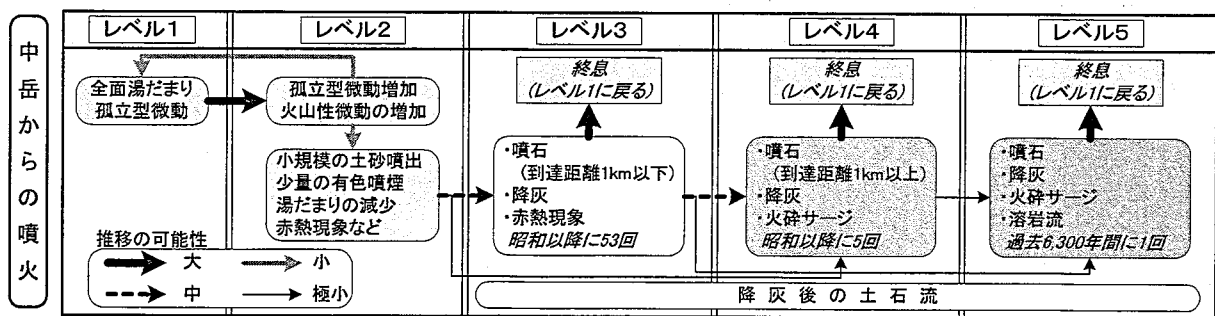 中岳からの噴火
レベル1
レベル2
レベル3
レベル4
レベル5
全面湯だまり
孤立型微動
孤立型微動増加
火山性微動の増加
小規模の土砂噴出
少量の有色噴煙
湯だまりの減少
赤熱現象など
終息
(レベル1に戻る)
・噴石
(到達距離1km以下)
・降灰
・赤熱現象
昭和以降に53回
終息
(レベル1に戻る)
・噴石
(到達距離1km以上)
・降灰
・火砕サージ
昭和以降に5回
終息
(レベル1に戻る)
・噴石
・降灰
・火砕サージ
・溶岩流
過去6,300年間に1回
推移の可能性
大
小
中
極小
降灰後の土石流